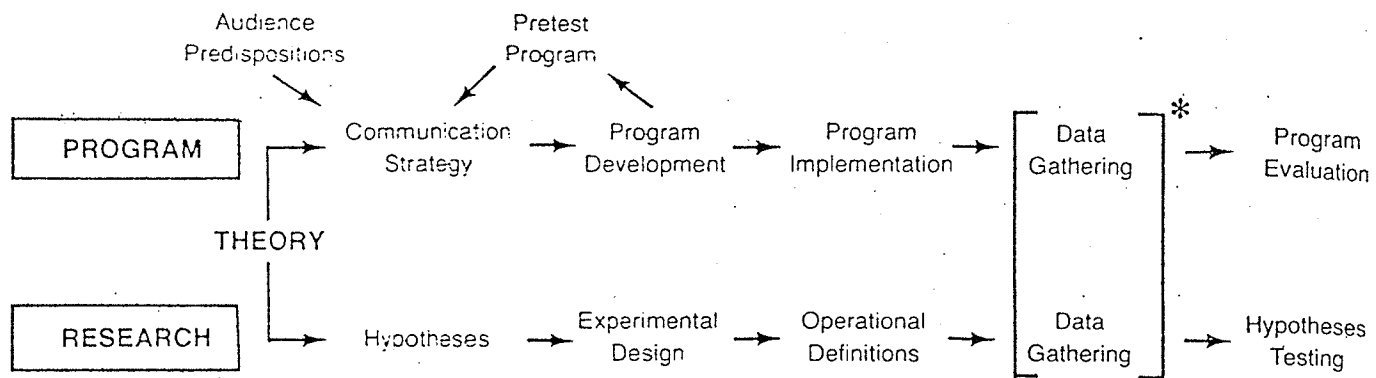 Audience
Predispositions
Pretest
Program
PROGRAM
Communication
Strategy
Program
Development
Program
Implementation
Data
Gathering
*
Program
Evaluation
THEORY
RESEARCH
Hypotheses
Experimental
Design
Operational
Definitions
Data
Gathering
Hypotheses
Testing